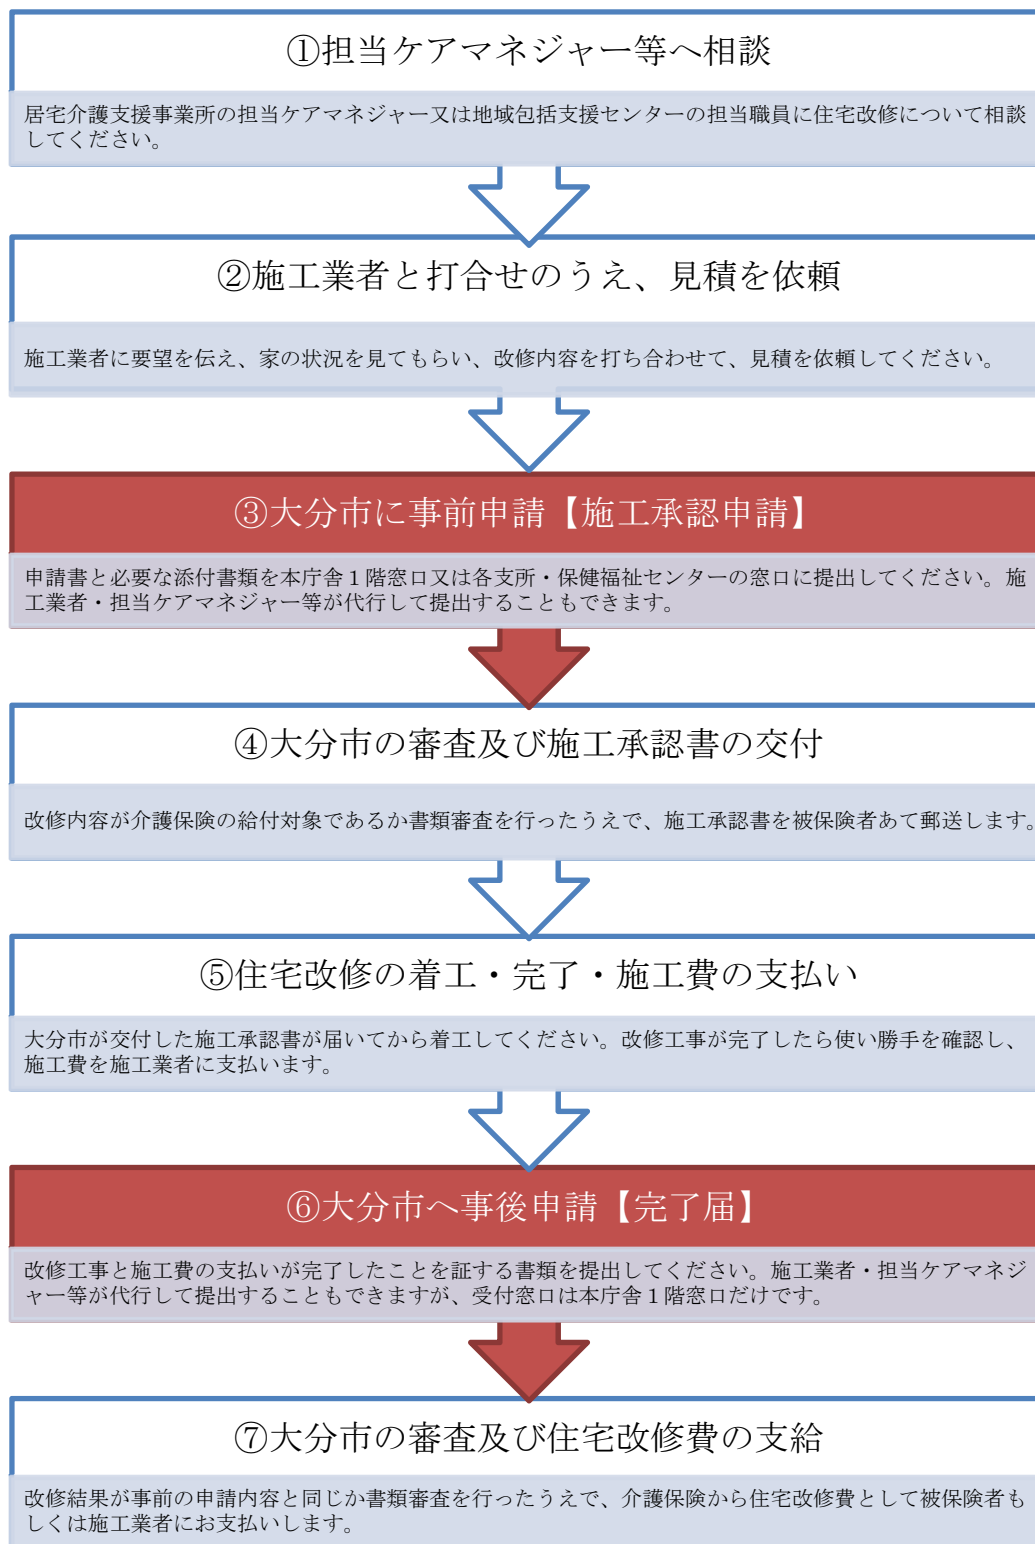 ①担当ケアマネジャー等へ相談
居宅介護支援事業所の担当ケアマネジャー又は地域包括支援センターの担当職員に住宅改修について相談
してください。
②施工業者と打合せのうえ、見積を依頼
施工業者に要望を伝え、家の状況を見てもらい、改修内容を打ち合わせて、見積を依頼してください。
③大分市に事前申請【施工承認申請】
申請書と必要な添付書類を本庁舎１階窓口又は各支所・保健福祉センターの窓口に提出してください。施
工業者・担当ケアマネジャー等が代行して提出することもできます。
④大分市の審査及び施工承認書の交付
改修内容が介護保険の給付対象であるか書類審査を行ったうえで、施工承認書を被保険者あて郵送します。
⑤住宅改修の着工・完了・施工費の支払い
大分市が交付した施工承認書が届いてから着工してください。改修工事が完了したら使い勝手を確認し、
施工費を施工業者に支払います。
⑥大分市へ事後申請【完了届】
改修工事と施工費の支払いが完了したことを証する書類を提出してください。施工業者・担当ケアマネジ
ャー等が代行して提出することもできますが、受付窓口は本庁舎１階窓口だけです。
⑦大分市の審査及び住宅改修費の支給
改修結果が事前の申請内容と同じか書類審査を行ったうえで、介護保険から住宅改修費として被保険者も
しくは施工業者にお支払いします。